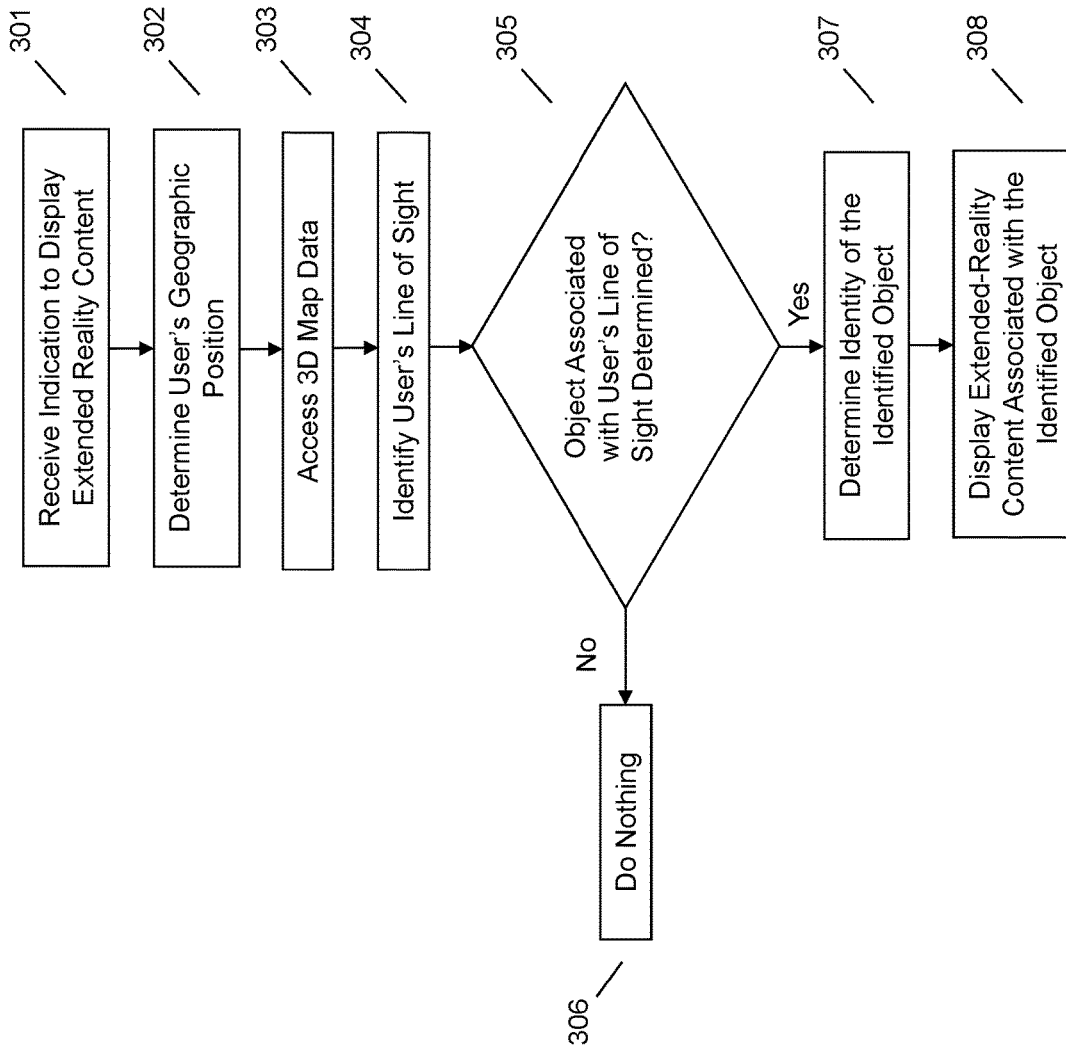 301
Receive Indication to Display
Extended Reality Content
302
Determine User's Geographic
Position
303
Access 3D Map Data
304
Identify User's Line of Sight
305
Object Associated
with User's Line of
Sight Determined?
No
Do Nothing
306
Yes
307
Determine Identity of the
Identified Object
308
Display Extended-Reality
Content Associated with the
Identified Object